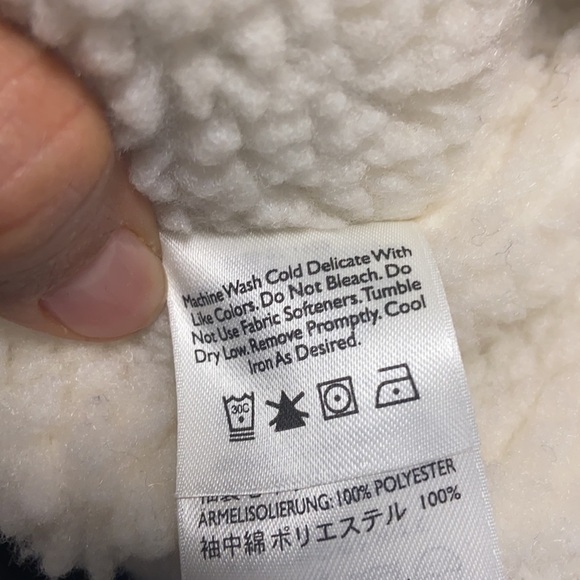 Machine Wash Cold Delicate With
Like Colors. Do Not Bleach. Do
Not Use Fabric Softeners. Tumble
Dry Low. Remove Promptly. Cool
Iron As Desired.
30C
ARMELISOLIERUNG: 100% POLYESTER
袖中綿 ポリエステル 100%